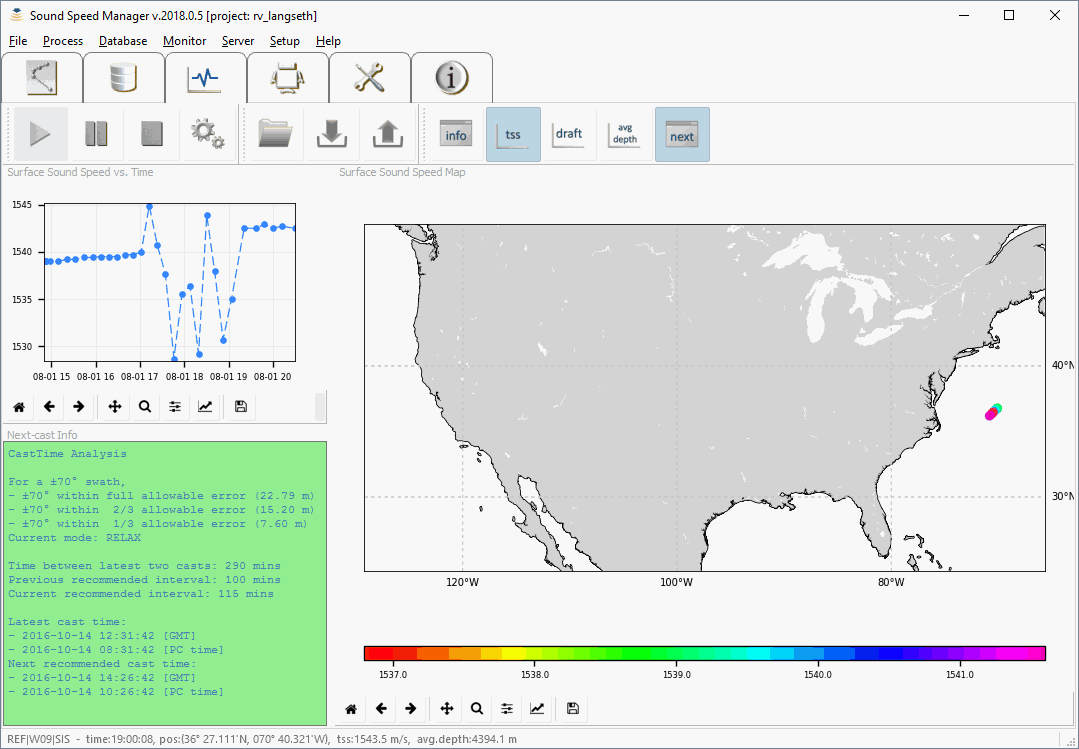 Sound Speed Manager v.2018.0.5 [project: rv_langseth]
File Process Database Monitor Server Setup Help
info tss draft avg depth next
Surface Sound Speed vs. Time
1545
1540
1535
1530
08-01 15 08-01 16 08-01 17 08-01 18 08-01 19 08-01 20
Next-cast Info
CastTime Analysis
For a ±70° swath,
- ±70° within full allowable error (22.79 m)
- ±70° within 2/3 allowable error (15.20 m)
- ±70° within 1/3 allowable error (7.60 m)
Current mode: RELAX
Time between latest two casts: 290 mins
Previous recommended interval: 100 mins
Current recommended interval: 115 mins
Latest cast time:
- 2016-10-14 12:31:42 [GMT]
- 2016-10-14 08:31:42 [PC time]
Next recommended cast time:
- 2016-10-14 14:26:42 [GMT]
- 2016-10-14 10:26:42 [PC time]
Surface Sound Speed Map
40°N
30°N
120°W 100°W 80°W
1537.0 1538.0 1539.0 1540.0 1541.0
REF|W09|SIS - time:19:00:08, pos:(36° 27.111'N, 070° 40.321'W), tss:1543.5 m/s, avg.depth:4394.1 m